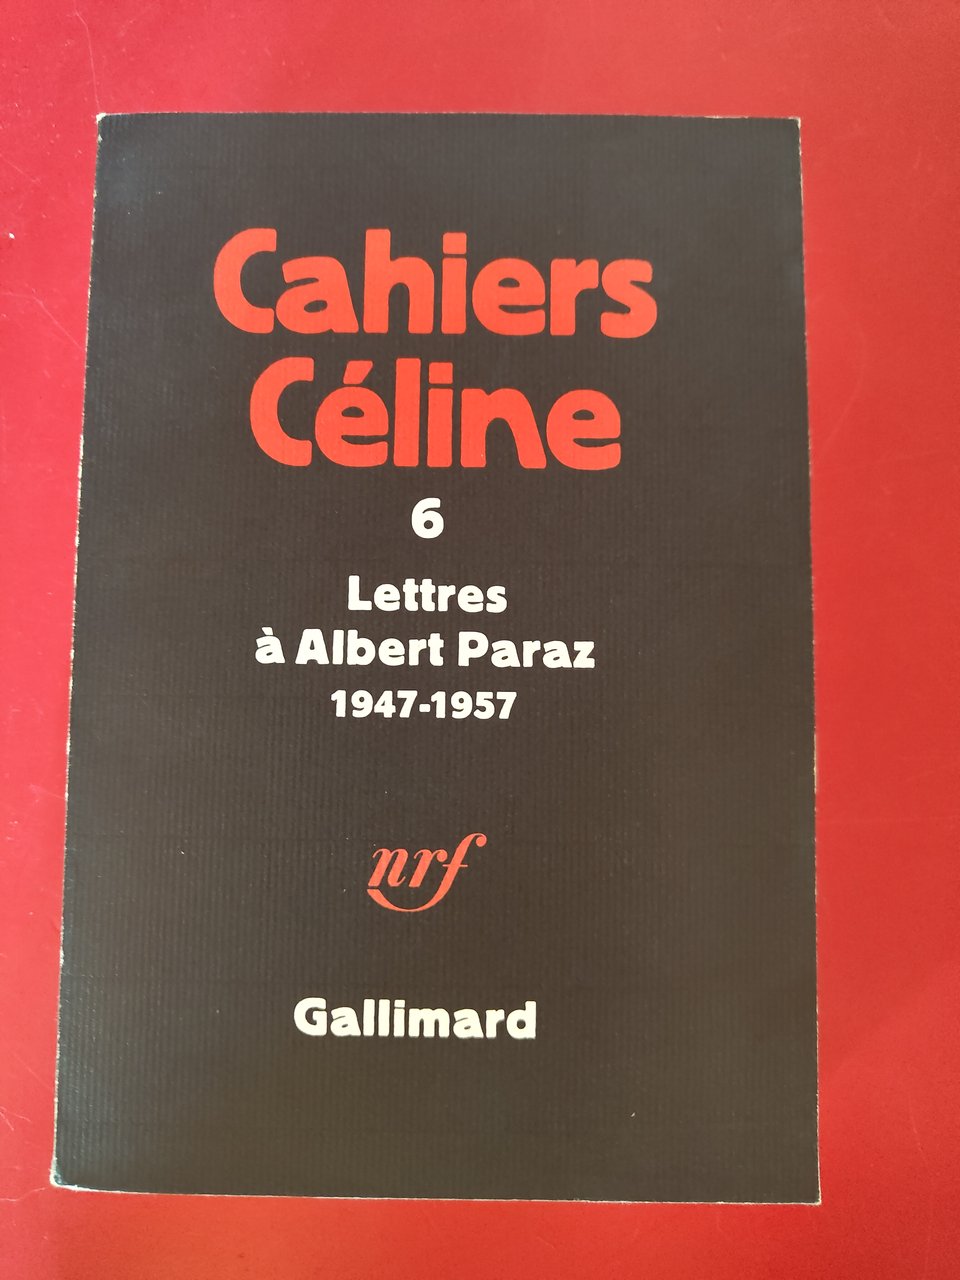 Cahiers
Céline
6
Lettres
à Albert Paraz
1947-1957
nrf
Gallimard